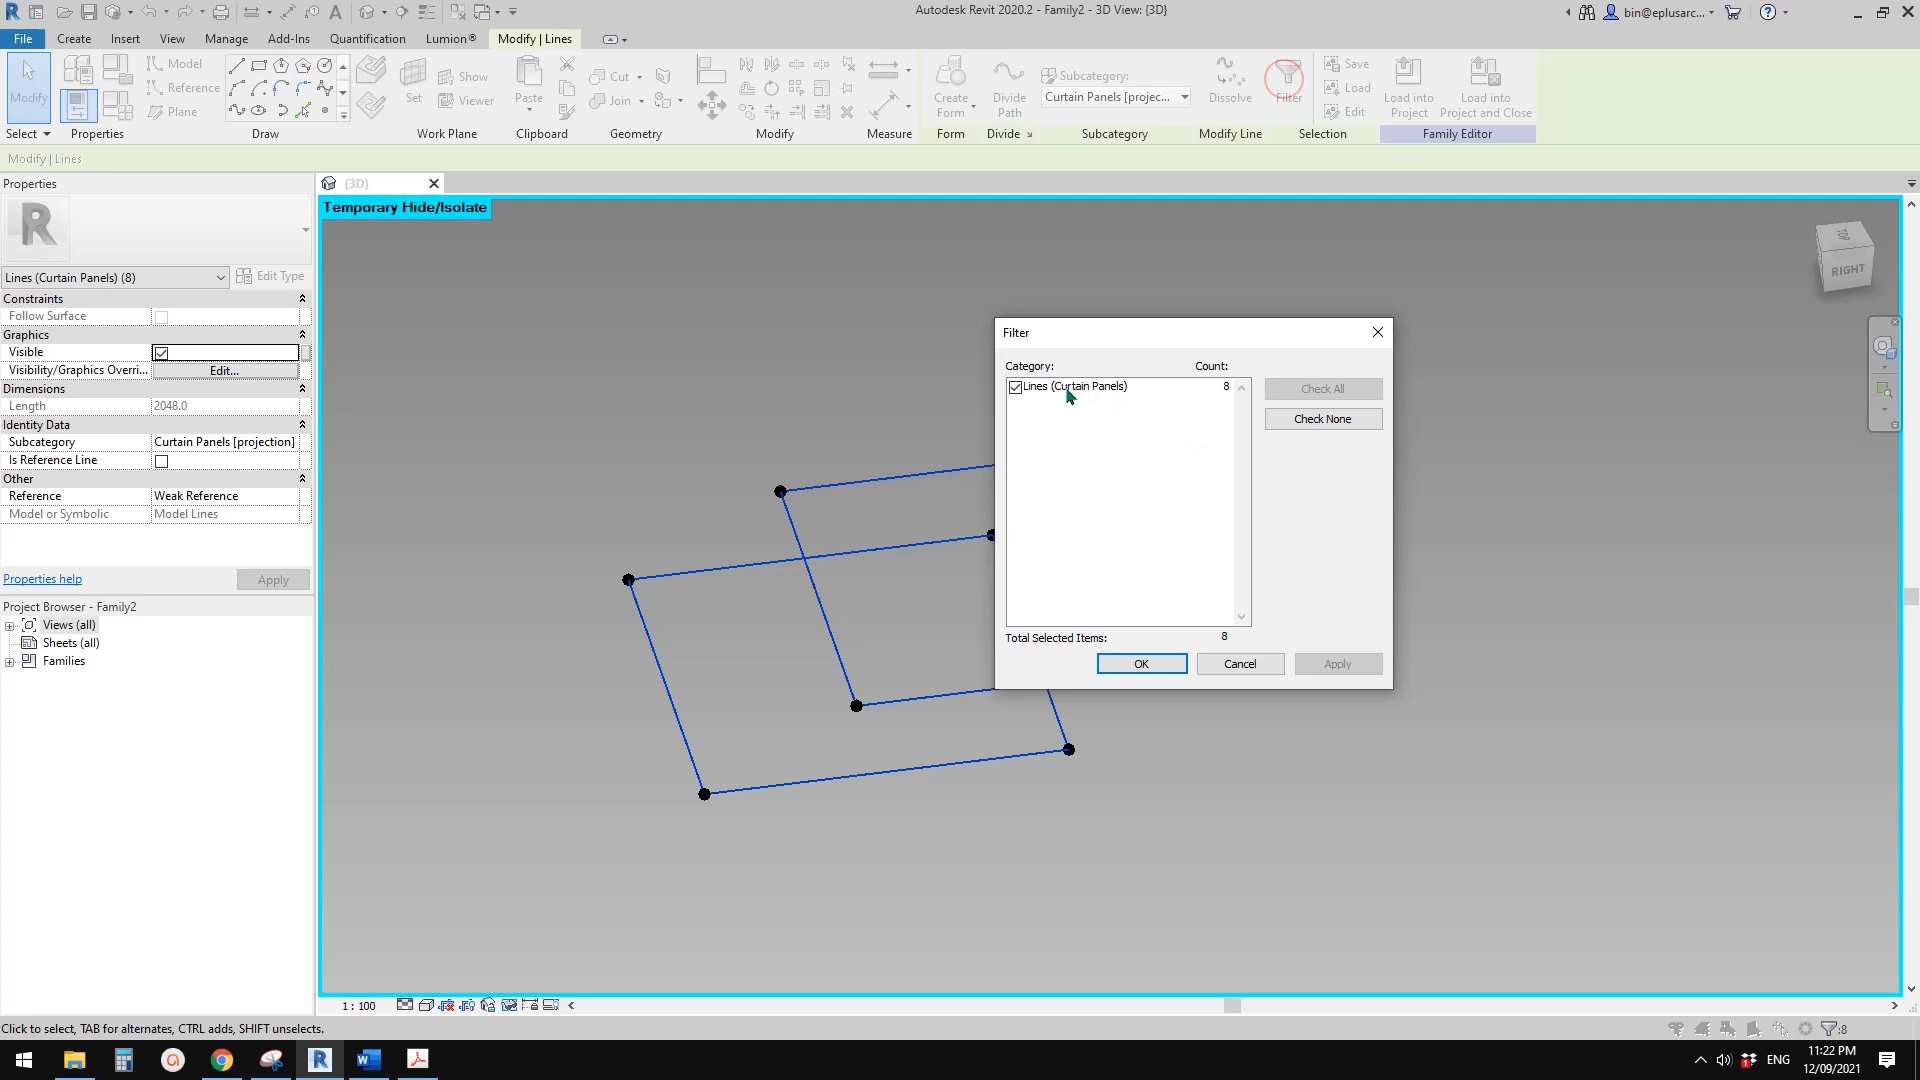 Autodesk Revit 2020.2 - Family2 - 3D View: {3D}
bin@eplusarc...
File
Create
Insert
View
Manage
Add-Ins
Quantification
Lumion®
Modify | Lines
Modify
Model
Reference
Plane
Set
Show
Viewer
Paste
Cut
Join
Create Form
Divide Path
Subcategory:
Curtain Panels [projec...
Dissolve
Filter
Save
Load
Edit
Load into Project
Load into Project and Close
Select
Properties
Draw
Work Plane
Clipboard
Geometry
Modify
Measure
Form
Divide
Subcategory
Modify Line
Selection
Family Editor
Modify | Lines
Properties
{3D}
Temporary Hide/Isolate
TOP
RIGHT
R
Lines (Curtain Panels) (8)
Edit Type
Constraints
Follow Surface
Graphics
Visible
Visibility/Graphics Overri...
Edit...
Dimensions
Length
2048.0
Identity Data
Subcategory
Curtain Panels [projection]
Is Reference Line
Other
Reference
Weak Reference
Model or Symbolic
Model Lines
Properties help
Apply
Project Browser - Family2
Views (all)
Sheets (all)
Families
Filter
Category:
Count:
Lines (Curtain Panels)
8
Check All
Check None
Total Selected Items:
8
OK
Cancel
Apply
1 : 100
Click to select, TAB for alternates, CTRL adds, SHIFT unselects.
:8
ENG
11:22 PM
12/09/2021